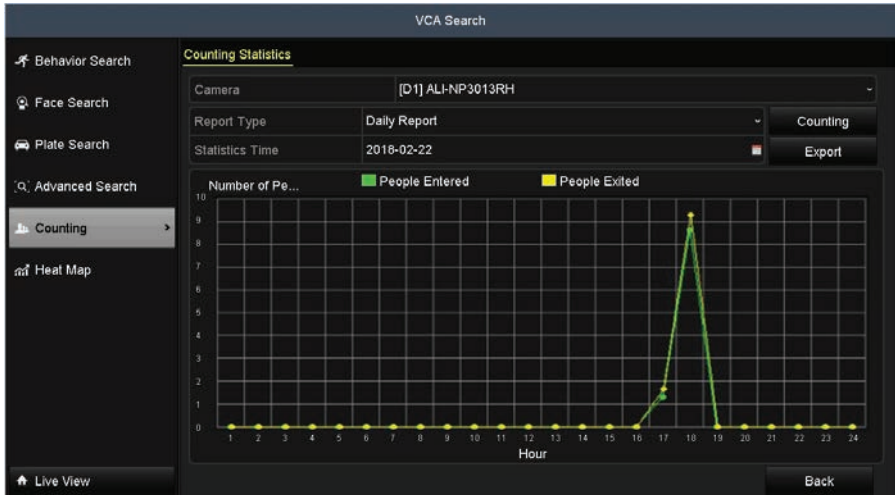 VCA Search
Behavior Search
Face Search
Plate Search
Advanced Search
Counting
Heat Map
Live View
Counting Statistics
Camera [D1] ALI-NP3013RH
Report Type Daily Report Counting
Statistics Time 2018-02-22 Export
Number of Pe... People Entered People Exited
10
9
8
7
6
5
4
3
2
1
0
1 2 3 4 5 6 7 8 9 10 11 12 13 14 15 16 17 18 19 20 21 22 23 24
Hour
Back